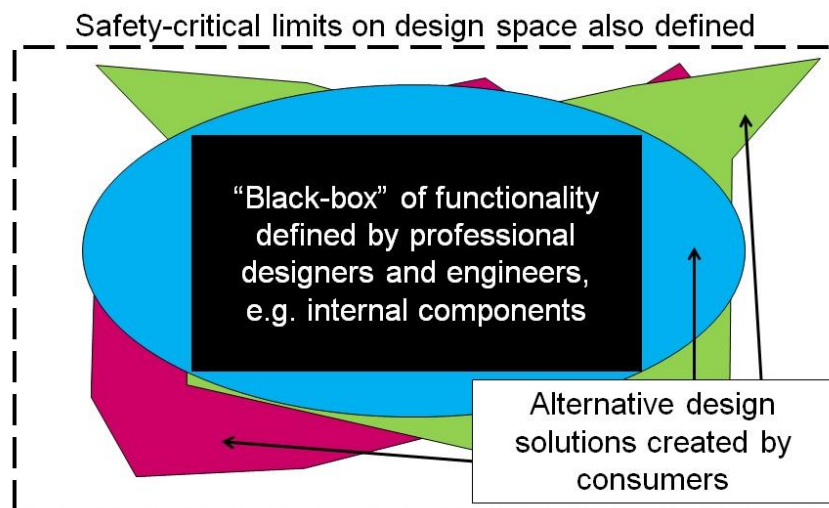 Safety-critical limits on design space also defined
“Black-box” of functionality
defined by professional
designers and engineers,
e.g. internal components
Alternative design
solutions created by
consumers